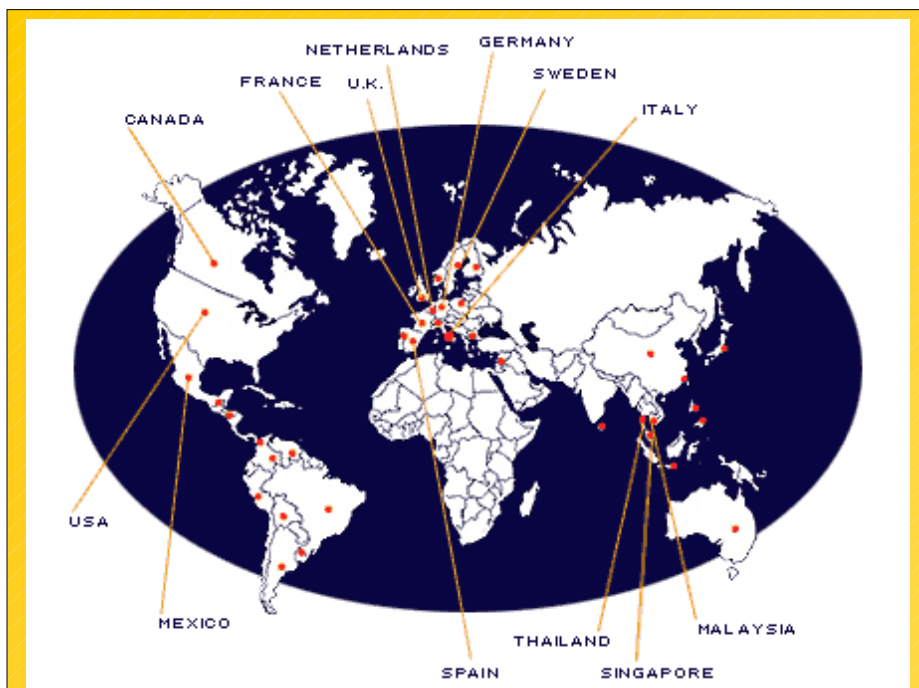 NETHERLANDS
GERMANY
FRANCE
U.K.
SWEDEN
ITALY
CANADA
USA
MEXICO
THAILAND
MALAYSIA
SPAIN
SINGAPORE